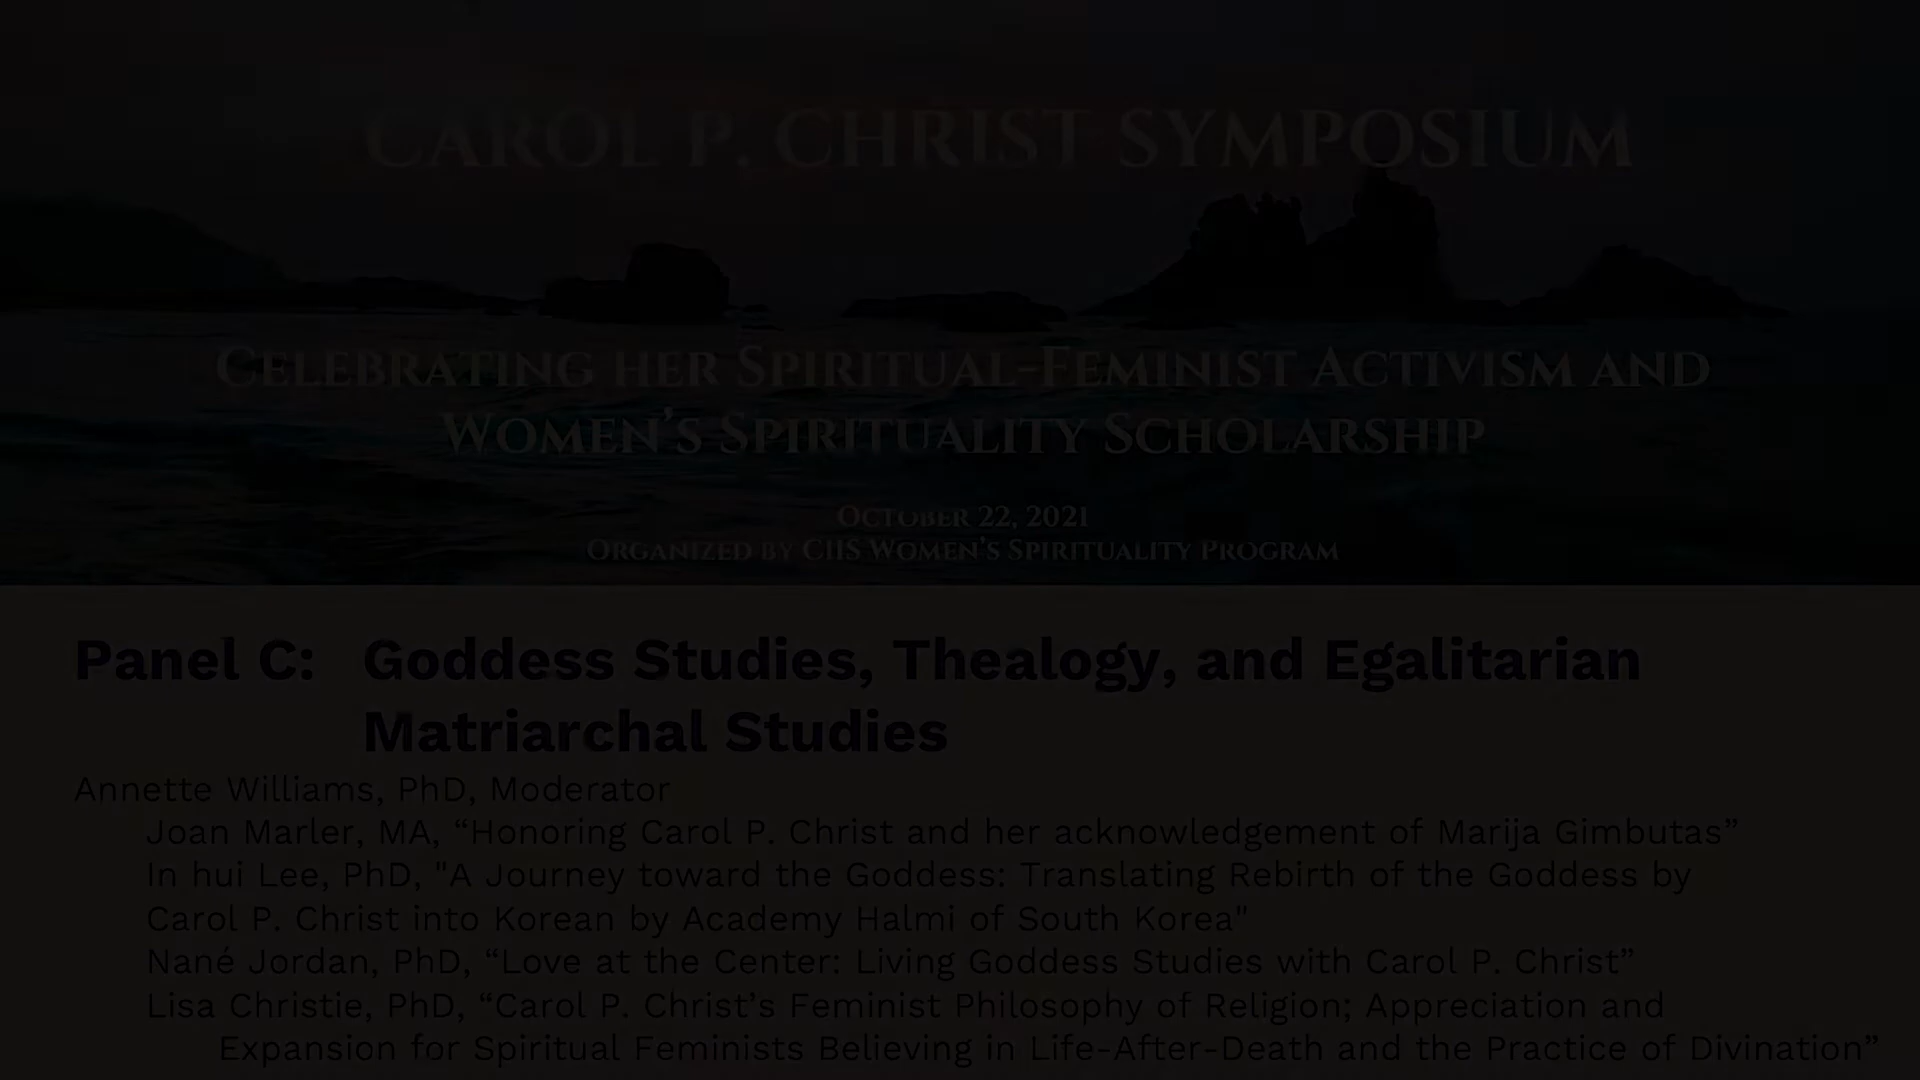 CAROL P. CHRIST SYMPOSIUM
CELEBRATING HER SPIRITUAL-FEMINIST ACTIVISM AND
WOMEN'S SPIRITUALITY SCHOLARSHIP
OCTOBER 22, 2021
ORGANIZED BY CIIS WOMEN'S SPIRITUALITY PROGRAM
Panel C: Goddess Studies, Thealogy, and Egalitarian
Matriarchal Studies
Annette Williams, PhD, Moderator
Joan Marler, MA, “Honoring Carol P. Christ and her acknowledgement of Marija Gimbutas”
In hui Lee, PhD, "A Journey toward the Goddess: Translating Rebirth of the Goddess by
Carol P. Christ into Korean by Academy Halmi of South Korea"
Nané Jordan, PhD, “Love at the Center: Living Goddess Studies with Carol P. Christ”
Lisa Christie, PhD, “Carol P. Christ’s Feminist Philosophy of Religion; Appreciation and
Expansion for Spiritual Feminists Believing in Life-After-Death and the Practice of Divination”